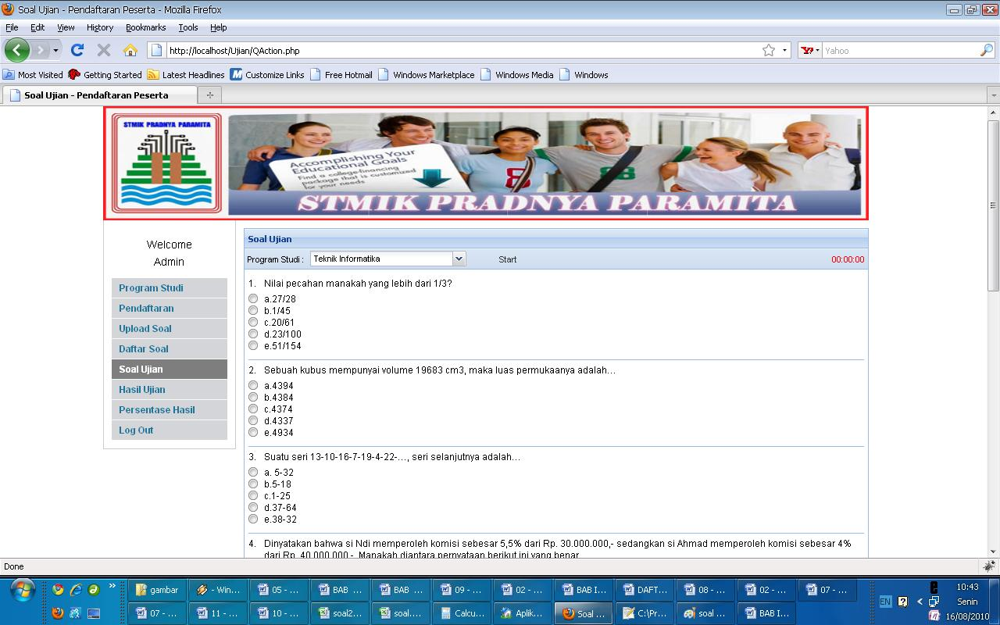 Soal Ujian - Pendaftaran Peserta - Mozilla Firefox
File Edit View History Bookmarks Tools Help
http://localhost/Ujian/QAction.php
Yahoo
Most Visited Getting Started Latest Headlines Customize Links Free Hotmail Windows Marketplace Windows Media Windows
Soal Ujian - Pendaftaran Peserta
STMIK PRADNYA PARAMITA
Accomplishing Your
Educational Goals
Find a college-financing
package that is customized
for your needs
STMIK PRADNYA PARAMITA
Welcome
Admin
Program Studi
Pendaftaran
Upload Soal
Daftar Soal
Soal Ujian
Hasil Ujian
Persentase Hasil
Log Out
Soal Ujian
Program Studi : Teknik Informatika Start 00:00:00
1. Nilai pecahan manakah yang lebih dari 1/3?
a.27/28
b.1/45
c.20/61
d.23/100
e.51/154
2. Sebuah kubus mempunyai volume 19683 cm3, maka luas permukaanya adalah...
a.4394
b.4384
c.4374
d.4337
e.4934
3. Suatu seri 13-10-16-7-19-4-22-..., seri selanjutnya adalah...
a. 5-32
b.5-18
c.1-25
d.37-64
e.38-32
4. Dinyatakan bahwa si Ndi memperoleh komisi sebesar 5,5% dari Rp. 30.000.000,- sedangkan si Ahmad memperoleh komisi sebesar 4%
dari Rp. 40.000.000,-. Manakah diantara pernyataan berikut ini yang benar
Done
gambar - Win... 05 - ... BAB ... BAB ... 09 - ... 02 - ... BAB I... DAFT... 08 - ... 02 - ... 07 - ... 10:43
EN Senin
07 - ... 11 - ... 10 - ... soal2... soal.... Calcu... Aplik... Soal ... C:\Pr... soal ... BAB I... 16/08/2010